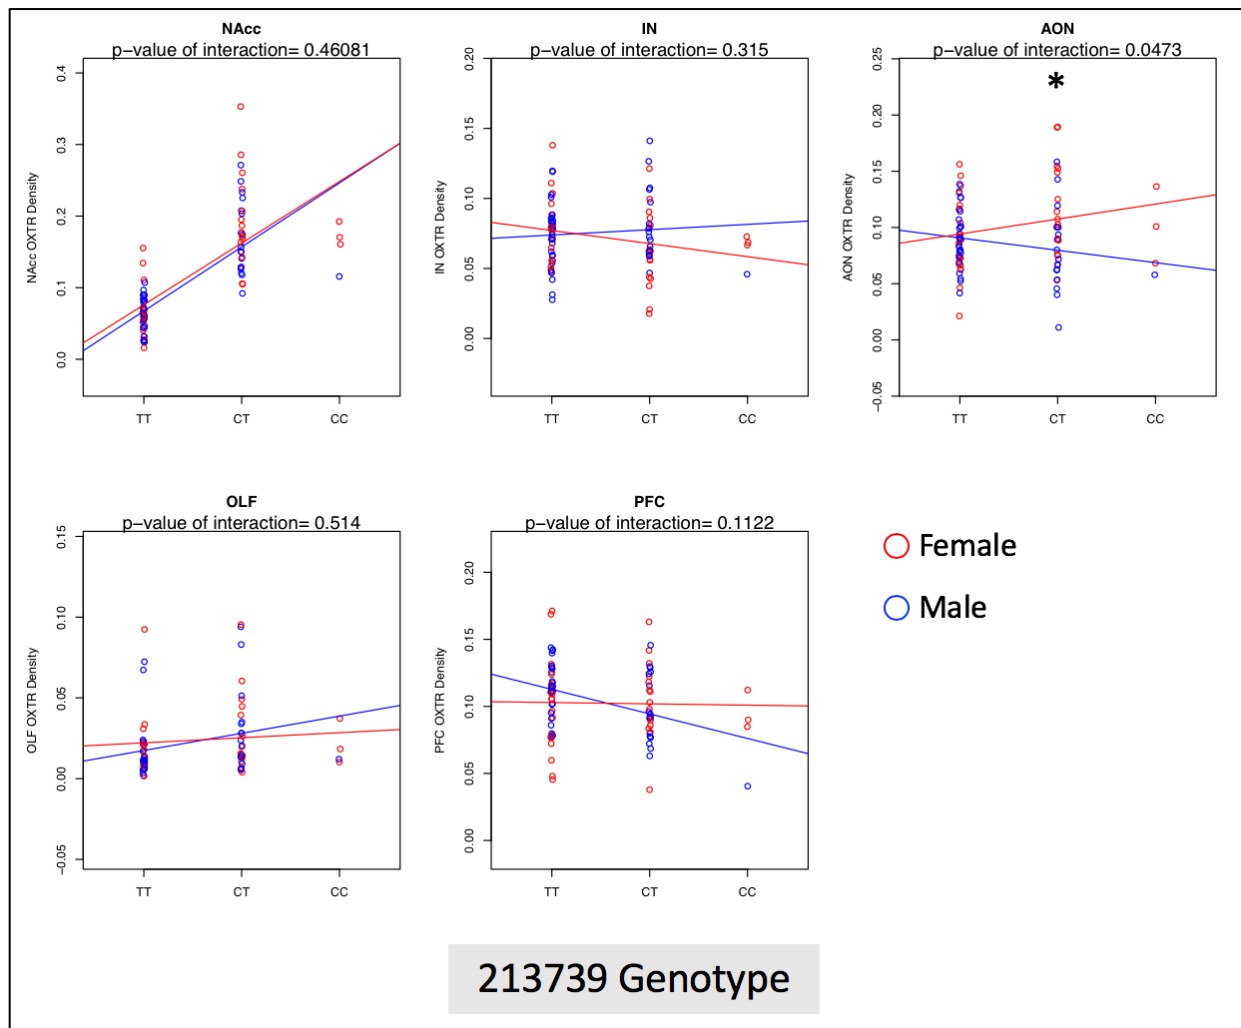 NAcc
p-value of interaction= 0.46081
0.4
0.3
0.2
0.1
0.0
NAcc OXTR Density
TT CT CC
IN
p-value of interaction= 0.315
0.20
0.15
0.10
0.05
0.00
IN OXTR Density
TT CT CC
AON
p-value of interaction= 0.0473
*
0.25
0.20
0.15
0.10
0.05
0.00
-0.05
AON OXTR Density
TT CT CC
OLF
p-value of interaction= 0.514
0.15
0.10
0.05
0.00
-0.05
OLF OXTR Density
TT CT CC
PFC
p-value of interaction= 0.1122
0.20
0.15
0.10
0.05
0.00
PFC OXTR Density
TT CT CC
Female
Male
213739 Genotype